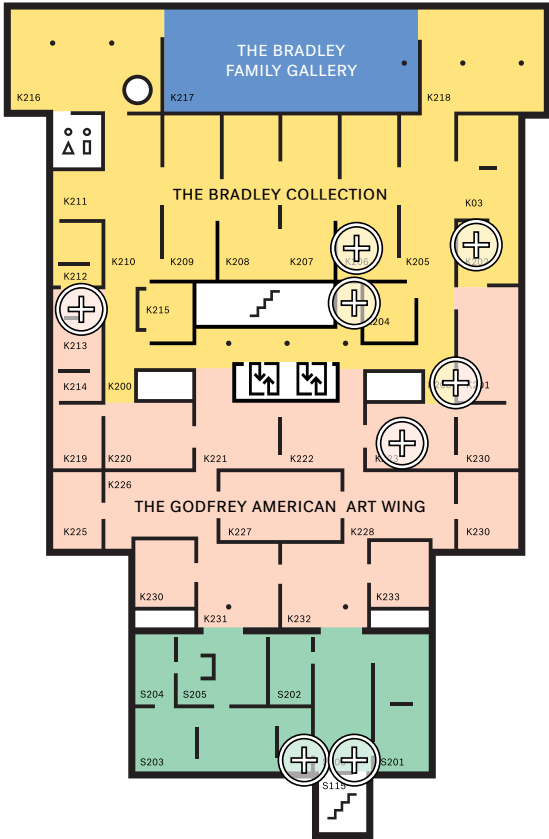 THE BRADLEY
FAMILY GALLERY
K216
K217
K218
THE BRADLEY COLLECTION
K211
K03
K212
K210
K209
K208
K207
K205
K215
K213
K214
K200
K219
K220
K221
K222
K230
K226
THE GODFREY AMERICAN ART WING
K225
K227
K228
K230
K230
K231
K232
K233
S204
S205
S202
S203
S201
S115